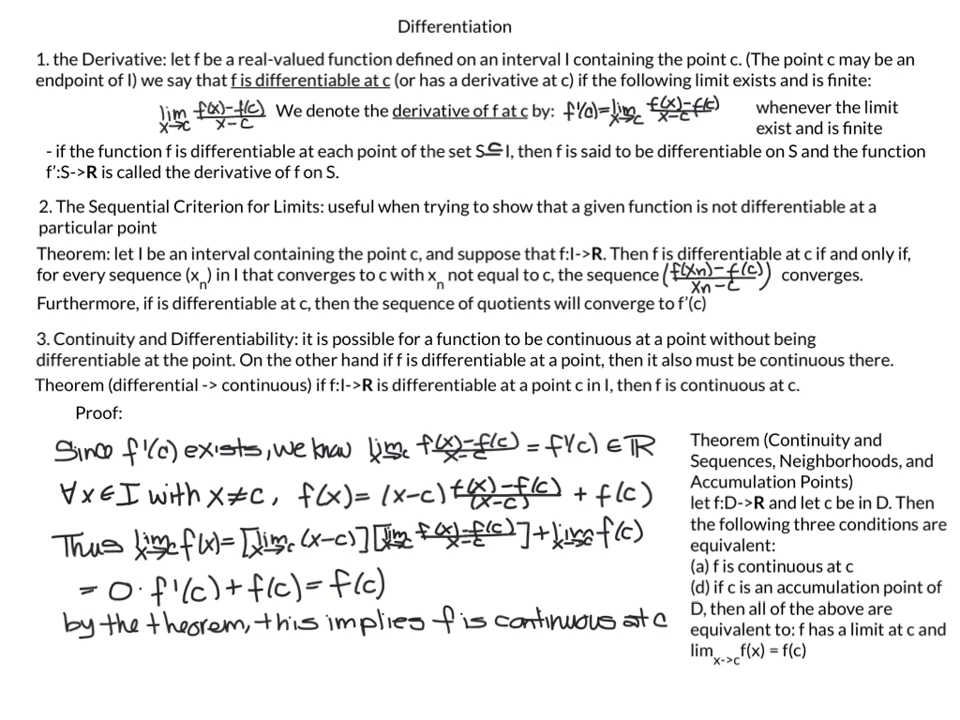 Differentiation
1. the Derivative: let f be a real-valued function defined on an interval I containing the point c. (The point c may be an
endpoint of I) we say that f is differentiable at c (or has a derivative at c) if the following limit exists and is finite:
lim x→c f(x)-f(c) / x-c We denote the derivative of f at c by: f'(c)=lim x→c f(x)-f(c) / x-c whenever the limit
exist and is finite
- if the function f is differentiable at each point of the set S⊆I, then f is said to be differentiable on S and the function
f':S->R is called the derivative of f on S.
2. The Sequential Criterion for Limits: useful when trying to show that a given function is not differentiable at a
particular point
Theorem: let I be an interval containing the point c, and suppose that f:I->R. Then f is differentiable at c if and only if,
for every sequence (x_n) in I that converges to c with x_n not equal to c, the sequence (f(xn)-f(c) / xn-c) converges.
Furthermore, if is differentiable at c, then the sequence of quotients will converge to f'(c)
3. Continuity and Differentiability: it is possible for a function to be continuous at a point without being
differentiable at the point. On the other hand if f is differentiable at a point, then it also must be continuous there.
Theorem (differential -> continuous) if f:I->R is differentiable at a point c in I, then f is continuous at c.
Proof:
Since f'(c) exists, we know lim x→c f(x)-f(c) / x-c = f'(c) ∈ ℝ
∀x∈I with x≠c, f(x)= (x-c) f(x)-f(c) / (x-c) + f(c)
Thus lim x→c f(x)= [lim x→c (x-c)][lim x→c f(x)-f(c) / x-c]+lim x→c f(c)
= 0·f'(c)+f(c)=f(c)
by the theorem, this implies f is continuous at c
Theorem (Continuity and
Sequences, Neighborhoods, and
Accumulation Points)
let f:D->R and let c be in D. Then
the following three conditions are
equivalent:
(a) f is continuous at c
(d) if c is an accumulation point of
D, then all of the above are
equivalent to: f has a limit at c and
lim x->c f(x) = f(c)